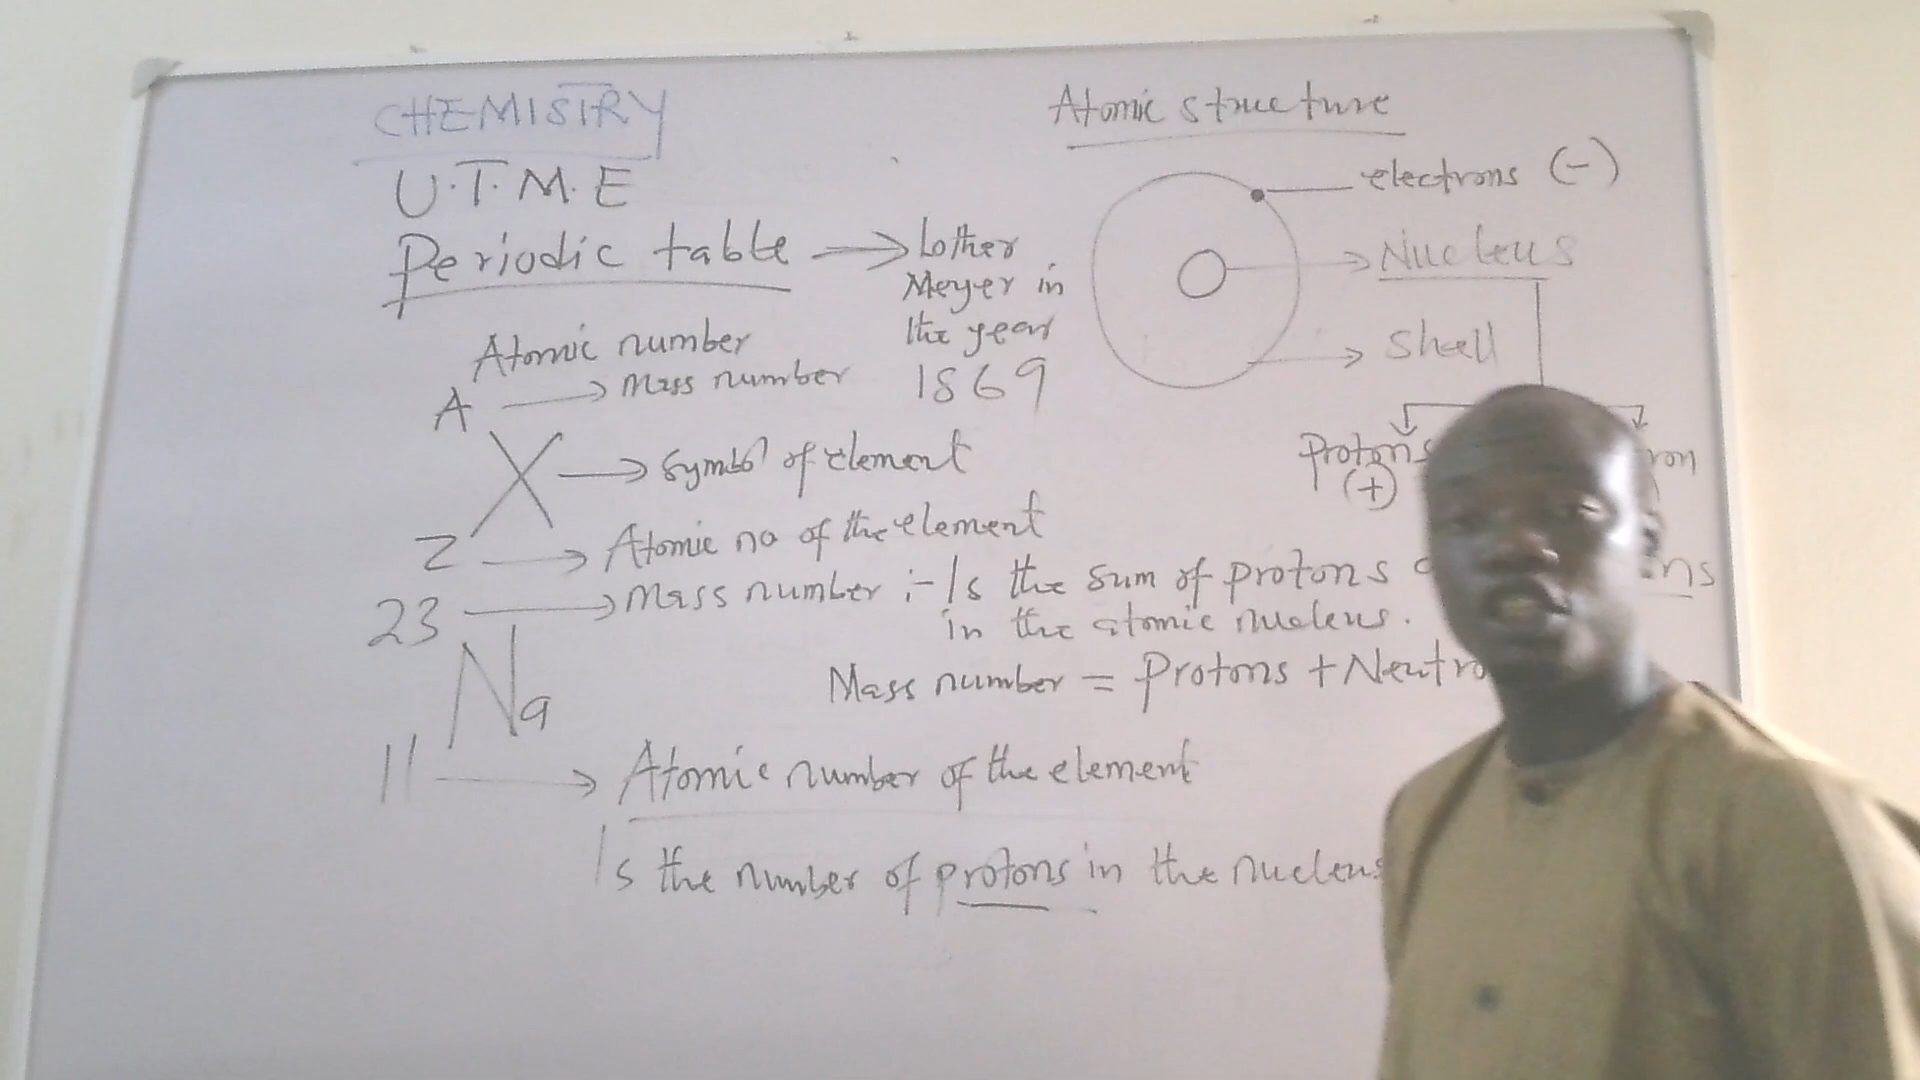 CHEMISTRY
U.T.M.E
Periodic table → Lother
Meyer in
the year
1869
Atomic number
A → Mass number
X → Symbol of element
Z → Atomic no of the element
23 → Mass number :- Is the sum of protons
in the atomic nucleus.
Na
Mass number = Protons +
11 → Atomic number of the element
Is the number of protons in the nucleus
Atomic structure
electrons (-)
Nucleus
Shell
Protons
(+)